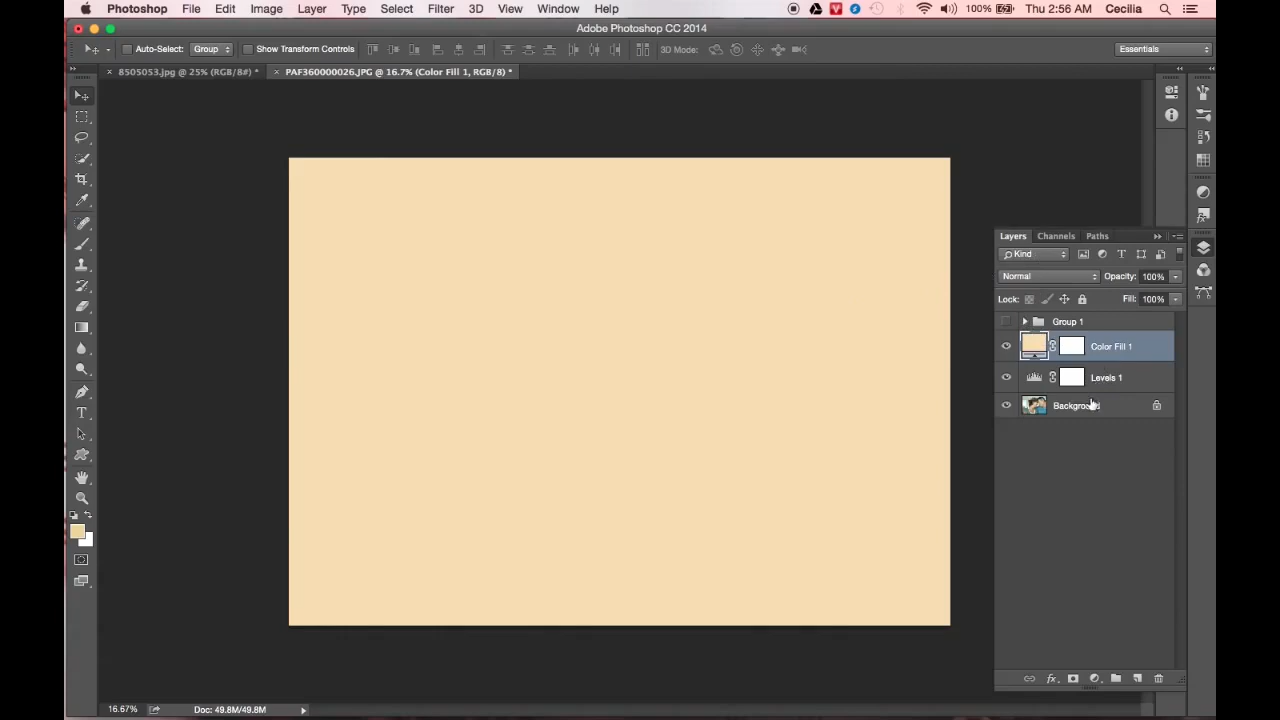 Photoshop File Edit Image Layer Type Select Filter 3D View Window Help 100% Thu 2:56 AM Cecilia
Adobe Photoshop CC 2014
Auto-Select: Group Show Transform Controls 3D Mode: Essentials
8505053.jpg @ 25% (RGB/8#) * PAF360000026.JPG @ 16.7% (Color Fill 1, RGB/8) *
Layers Channels Paths
Kind
Normal Opacity: 100%
Lock: Fill: 100%
Group 1
Color Fill 1
Levels 1
Background
16.67% Doc: 49.8M/49.8M